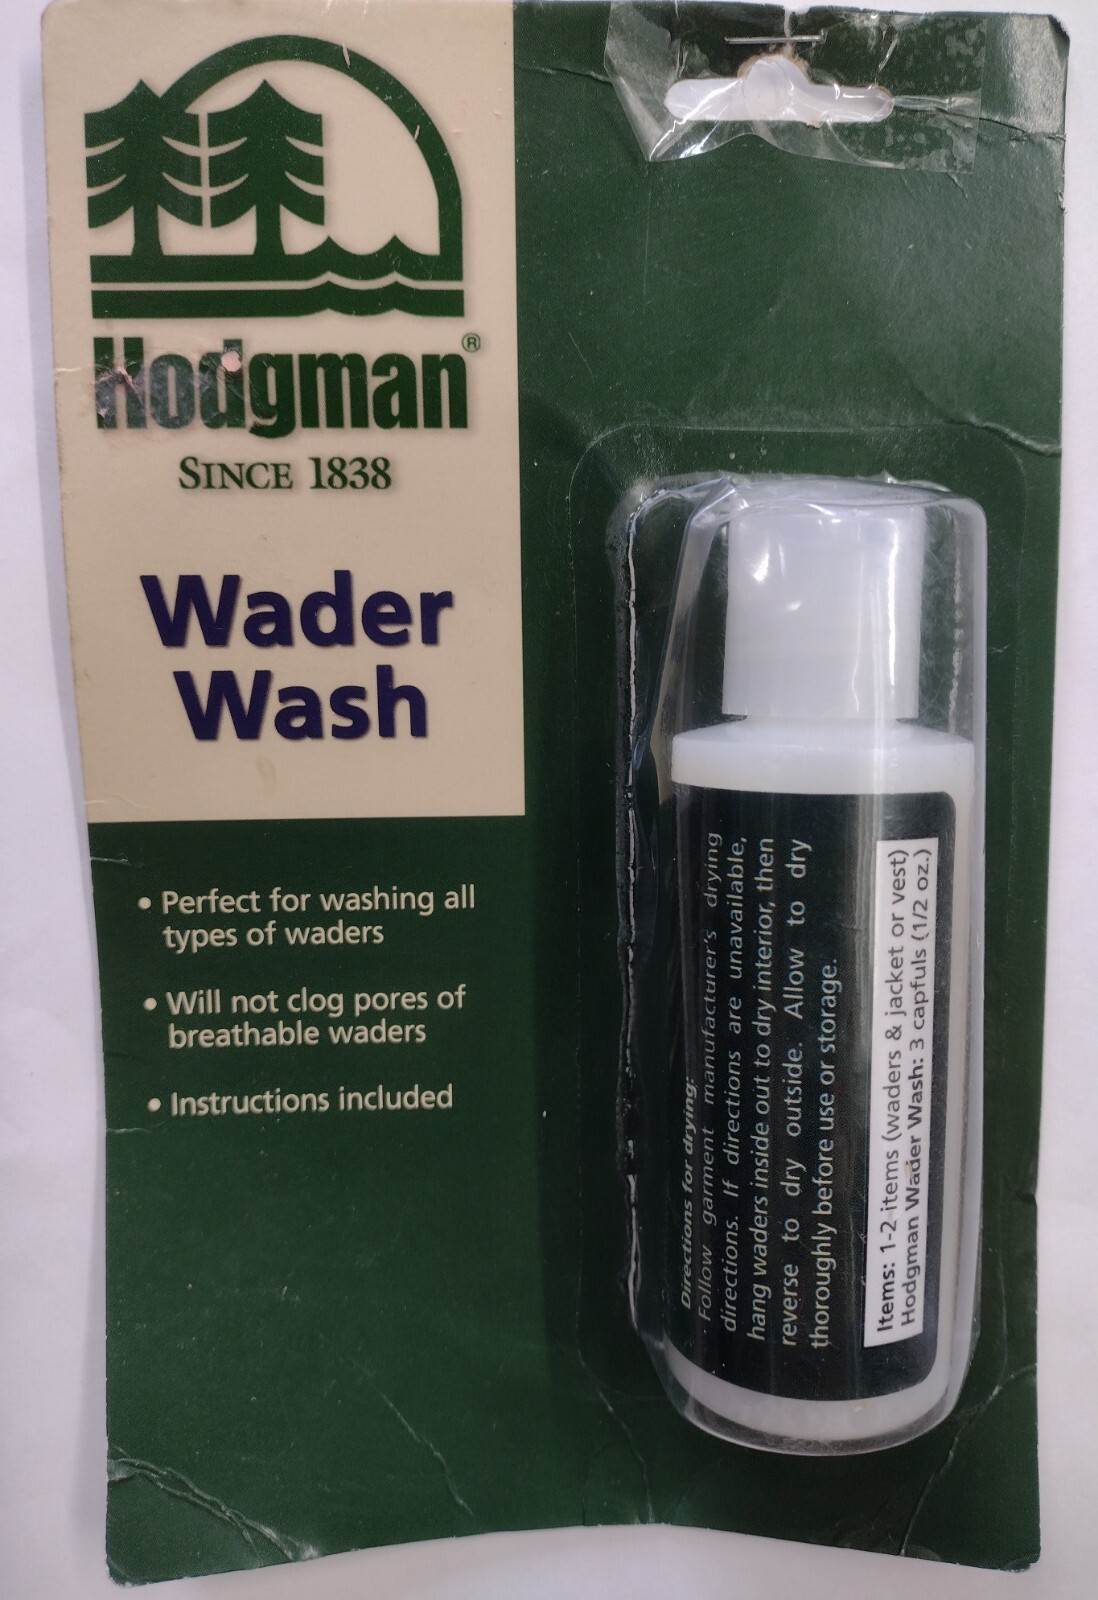 Hodgman®
SINCE 1838
Wader
Wash
• Perfect for washing all
types of waders
• Will not clog pores of
breathable waders
• Instructions included
Directions for drying:
Follow garment manufacturer's drying
directions. If directions are unavailable,
hang waders inside out to dry interior, then
reverse to dry outside. Allow to dry
thoroughly before use or storage.
Items: 1-2 items (waders & jacket or vest)
Hodgman Wader Wash: 3 capfuls (1/2 oz.)